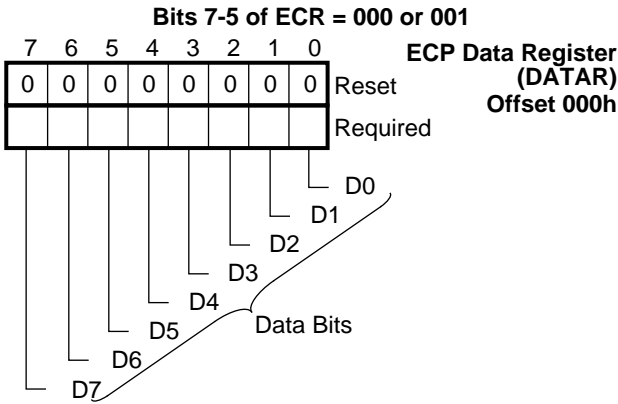 Bits 7-5 of ECR = 000 or 001
7 6 5 4 3 2 1 0
ECP Data Register
(DATAR)
Offset 000h
0 0 0 0 0 0 0 0 Reset
Required
D0
D1
D2
D3
D4
D5
D6
D7
Data Bits